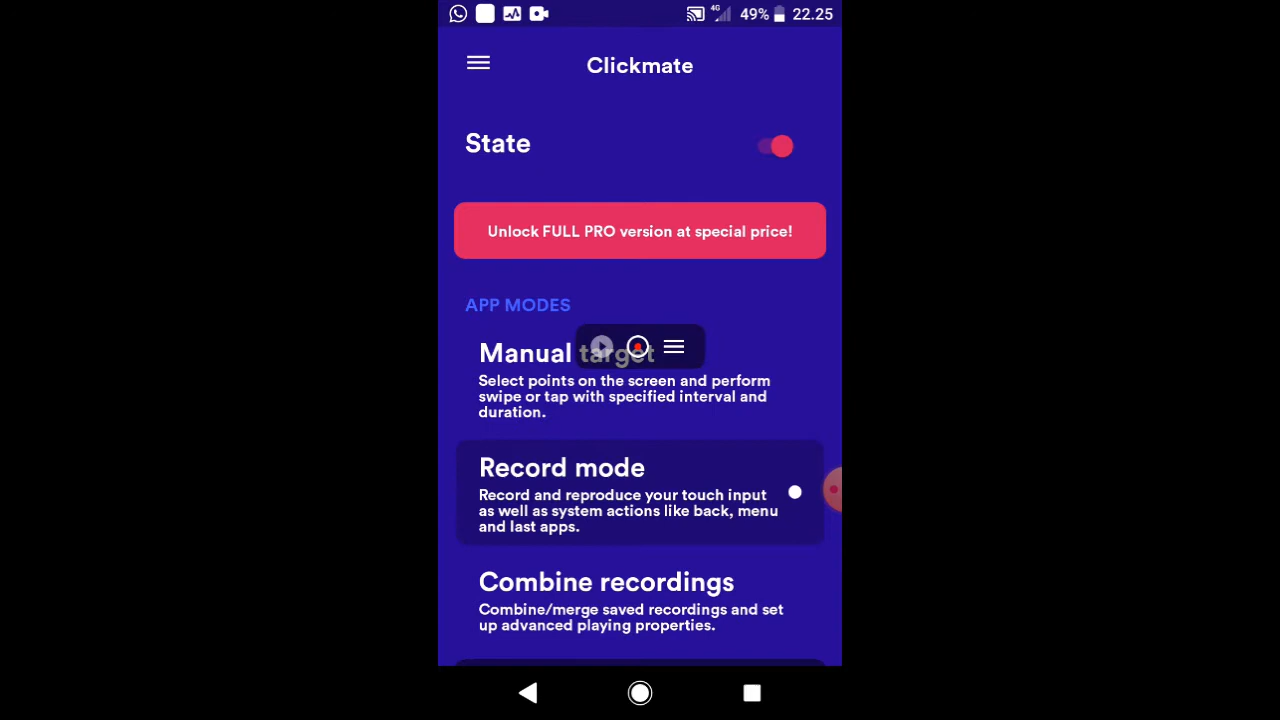 4G 49% 22.25
Clickmate
State
Unlock FULL PRO version at special price!
APP MODES
Manual target
Select points on the screen and perform
swipe or tap with specified interval and
duration.
Record mode
Record and reproduce your touch input
as well as system actions like back, menu
and last apps.
Combine recordings
Combine/merge saved recordings and set
up advanced playing properties.